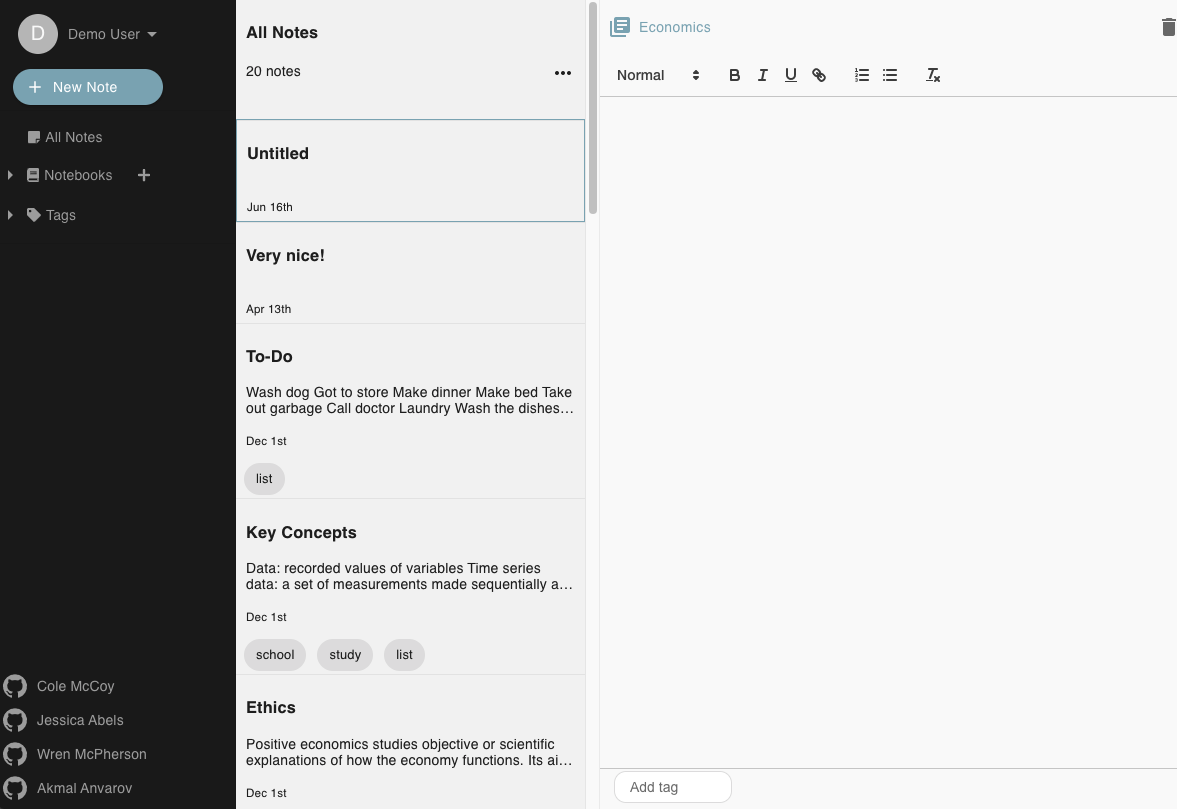 D
Demo User
New Note
All Notes
Notebooks
Tags
Cole McCoy
Jessica Abels
Wren McPherson
Akmal Anvarov
All Notes
20 notes
Untitled
Jun 16th
Very nice!
Apr 13th
To-Do
Wash dog Got to store Make dinner Make bed Take
out garbage Call doctor Laundry Wash the dishes...
Dec 1st
list
Key Concepts
Data: recorded values of variables Time series
data: a set of measurements made sequentially a...
Dec 1st
school study list
Ethics
Positive economics studies objective or scientific
explanations of how the economy functions. Its ai...
Dec 1st
Economics
Normal B I U
Add tag